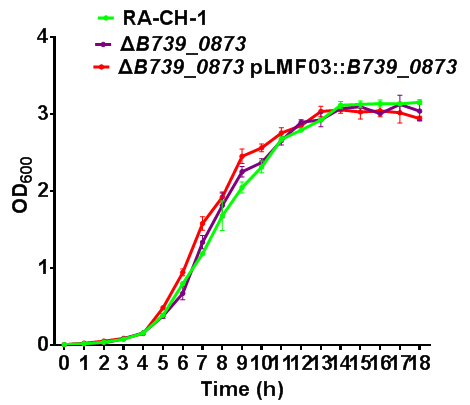 RA-CH-1
ΔB739_0873
ΔB739_0873 pLMF03::B739_0873
4
3
2
1
0
OD600
0 1 2 3 4 5 6 7 8 9 10 11 12 13 14 15 16 17 18
Time (h)